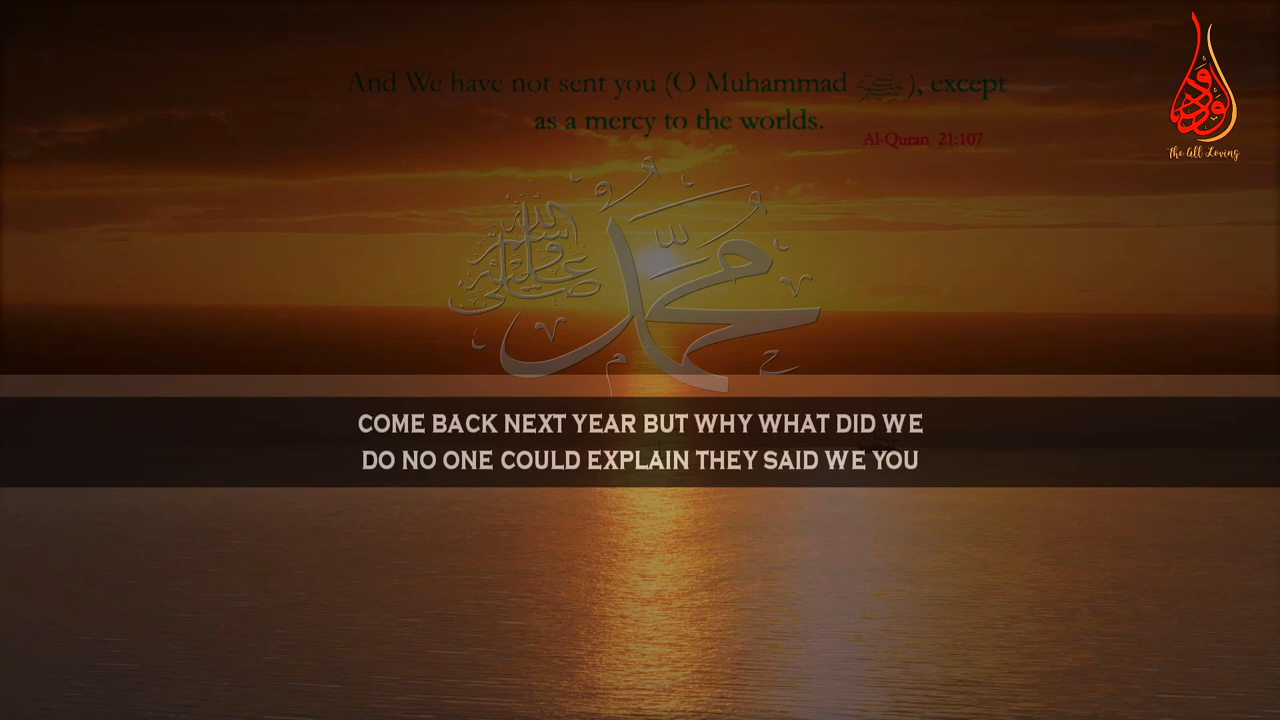 And We have not sent you (O Muhammad ﷺ), except
as a mercy to the worlds.
Al-Quran 21:107
الودود
The All Loving
محمد
صلى الله عليه وسلم
COME BACK NEXT YEAR BUT WHY WHAT DID WE
DO NO ONE COULD EXPLAIN THEY SAID WE YOU